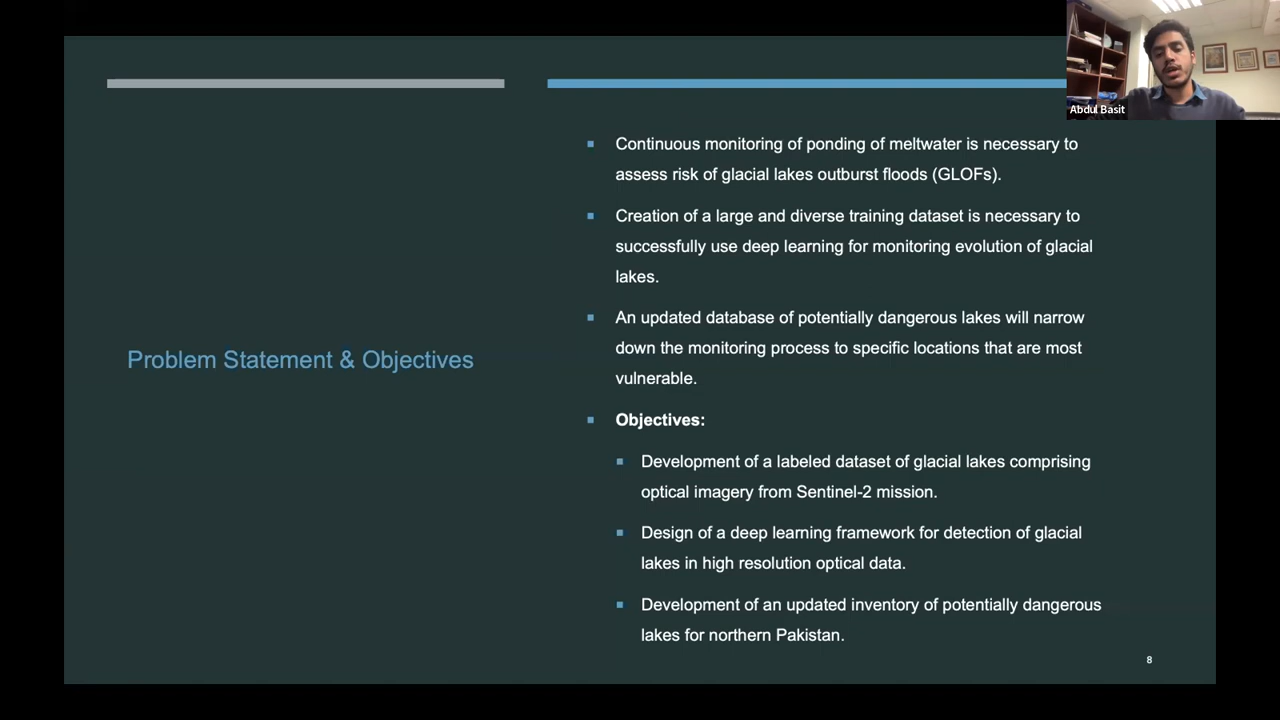 Abdul Basit
Problem Statement & Objectives
Continuous monitoring of ponding of meltwater is necessary to
assess risk of glacial lakes outburst floods (GLOFs).
Creation of a large and diverse training dataset is necessary to
successfully use deep learning for monitoring evolution of glacial
lakes.
An updated database of potentially dangerous lakes will narrow
down the monitoring process to specific locations that are most
vulnerable.
Objectives:
Development of a labeled dataset of glacial lakes comprising
optical imagery from Sentinel-2 mission.
Design of a deep learning framework for detection of glacial
lakes in high resolution optical data.
Development of an updated inventory of potentially dangerous
lakes for northern Pakistan.
8